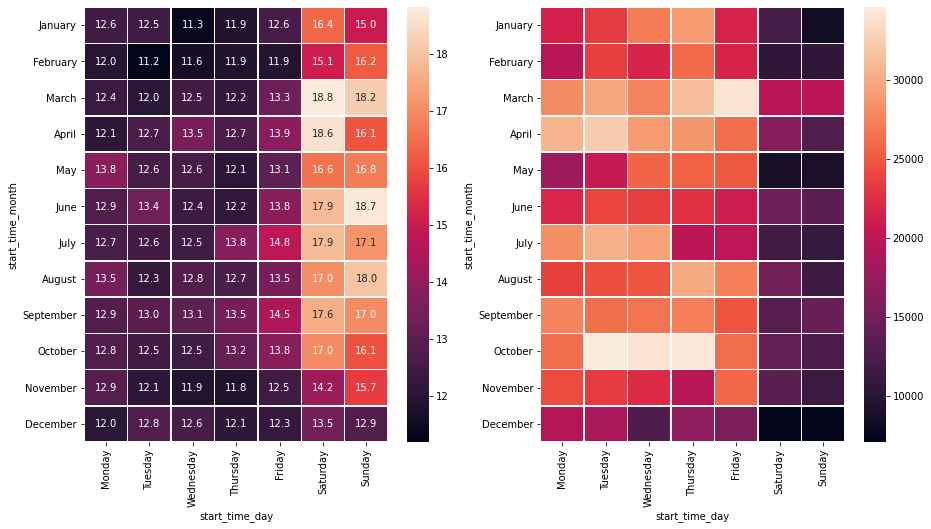 January 12.6 12.5 11.3 11.9 12.6 16.4 15.0
February 12.0 11.2 11.6 11.9 11.9 15.1 16.2
March 12.4 12.0 12.5 12.2 13.3 18.8 18.2
April 12.1 12.7 13.5 12.7 13.9 18.6 16.1
May 13.8 12.6 12.6 12.1 13.1 16.6 16.8
June 12.9 13.4 12.4 12.2 13.8 17.9 18.7
July 12.7 12.6 12.5 13.8 14.8 17.9 17.1
August 13.5 12.3 12.8 12.7 13.5 17.0 18.0
September 12.9 13.0 13.1 13.5 14.5 17.6 17.0
October 12.8 12.5 12.5 13.2 13.8 17.0 16.1
November 12.9 12.1 11.9 11.8 12.5 14.2 15.7
December 12.0 12.8 12.6 12.1 12.3 13.5 12.9
start_time_month
Monday Tuesday Wednesday Thursday Friday Saturday Sunday
start_time_day
18
17
16
15
14
13
12
January
February
March
April
May
June
July
August
September
October
November
December
start_time_month
Monday Tuesday Wednesday Thursday Friday Saturday Sunday
start_time_day
30000
25000
20000
15000
10000